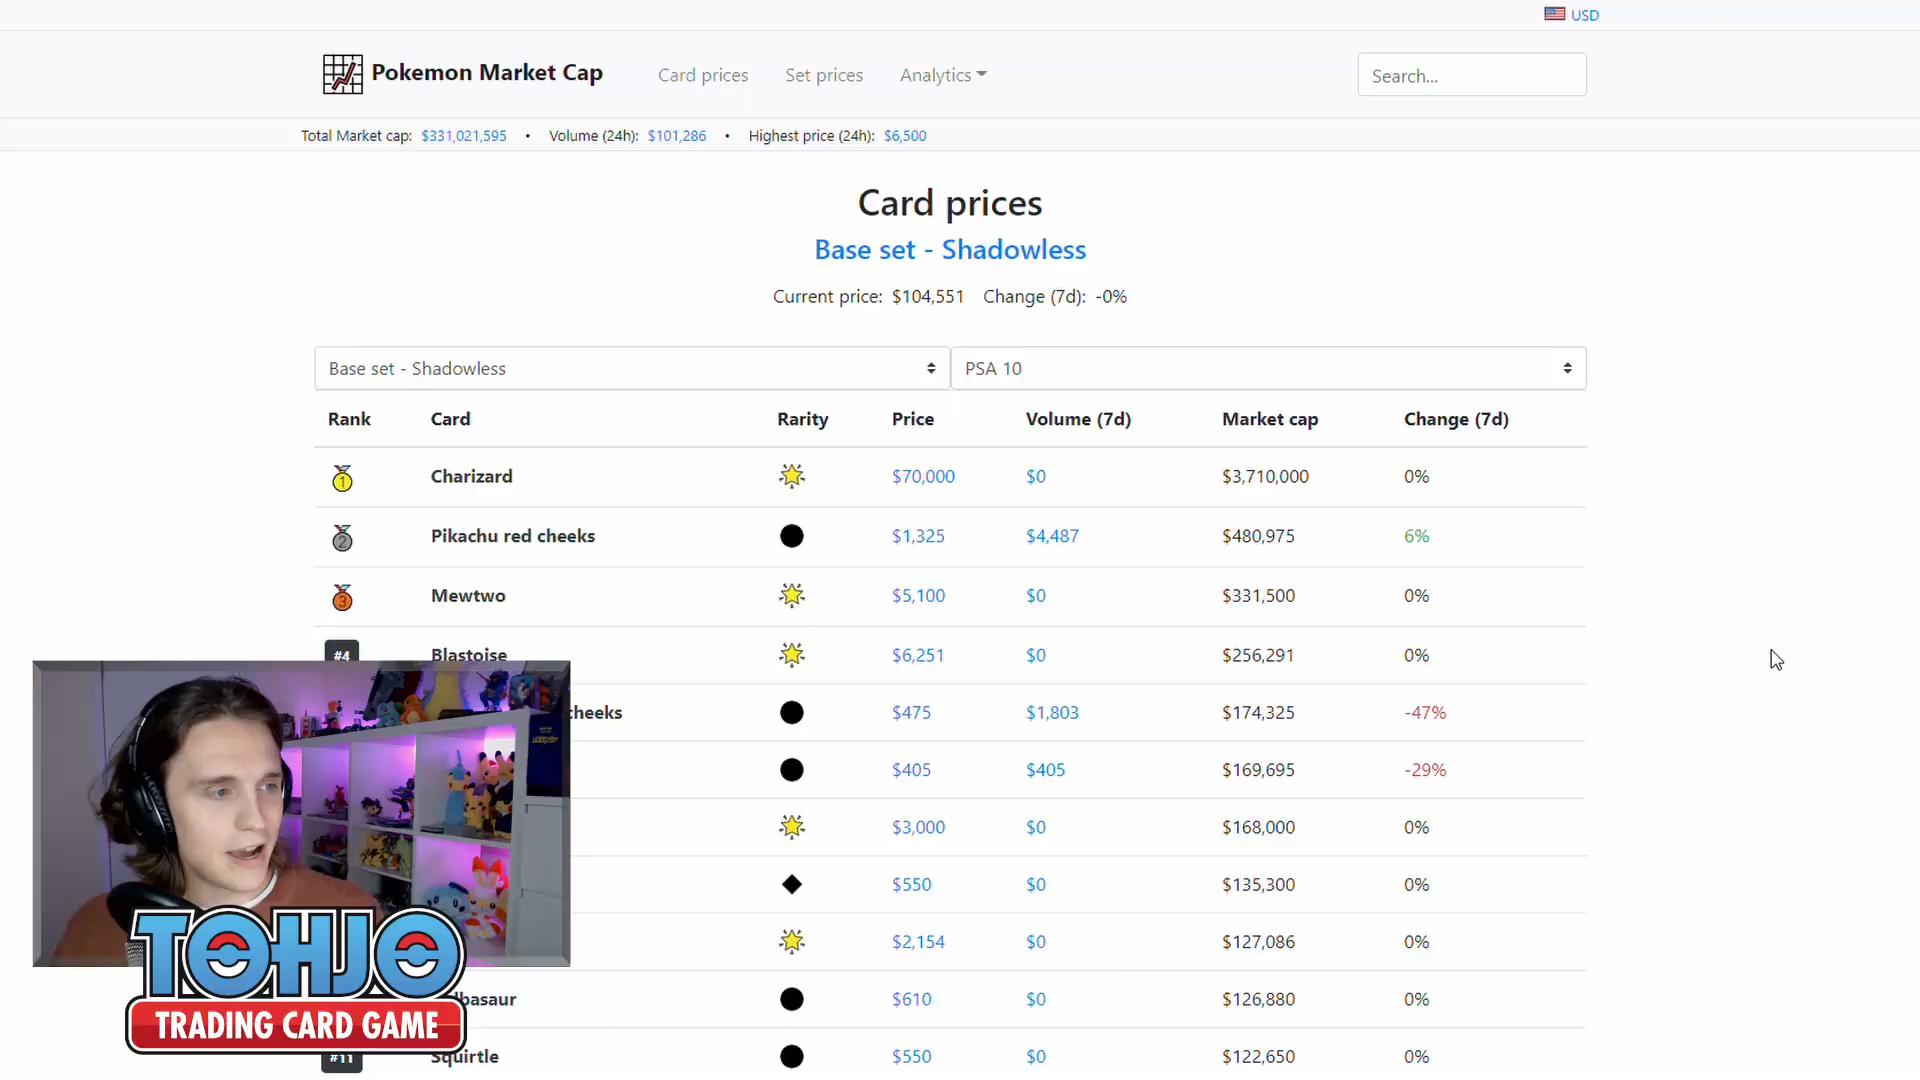 USD
Pokemon Market Cap Card prices Set prices Analytics Search...
Total Market cap: $331,021,595 • Volume (24h): $101,286 • Highest price (24h): $6,500
Card prices
Base set - Shadowless
Current price: $104,551 Change (7d): -0%
Base set - Shadowless PSA 10
Rank Card Rarity Price Volume (7d) Market cap Change (7d)
1 Charizard $70,000 $0 $3,710,000 0%
2 Pikachu red cheeks $1,325 $4,487 $480,975 6%
3 Mewtwo $5,100 $0 $331,500 0%
#4 Blastoise $6,251 $0 $256,291 0%
cheeks $475 $1,803 $174,325 -47%
$405 $405 $169,695 -29%
$3,000 $0 $168,000 0%
$550 $0 $135,300 0%
$2,154 $0 $127,086 0%
lbasaur $610 $0 $126,880 0%
#11 Squirtle $550 $0 $122,650 0%
TOHJO
TRADING CARD GAME